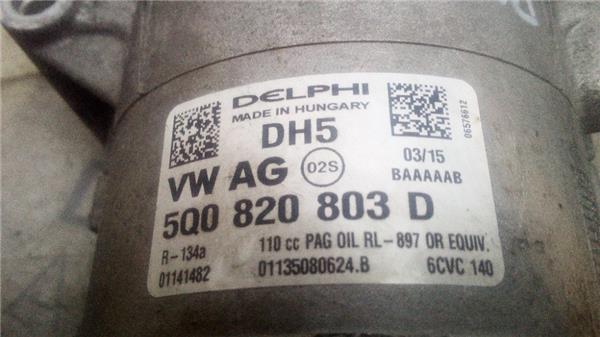 DELPHI
MADE IN HUNGARY
DH5
VW AG 02S
03/15
BAAAAAB
06576612
5Q0 820 803 D
R-134a 110 cc PAG OIL RL-897 OR EQUIV.
01141482 01135080624.B 6CVC 140